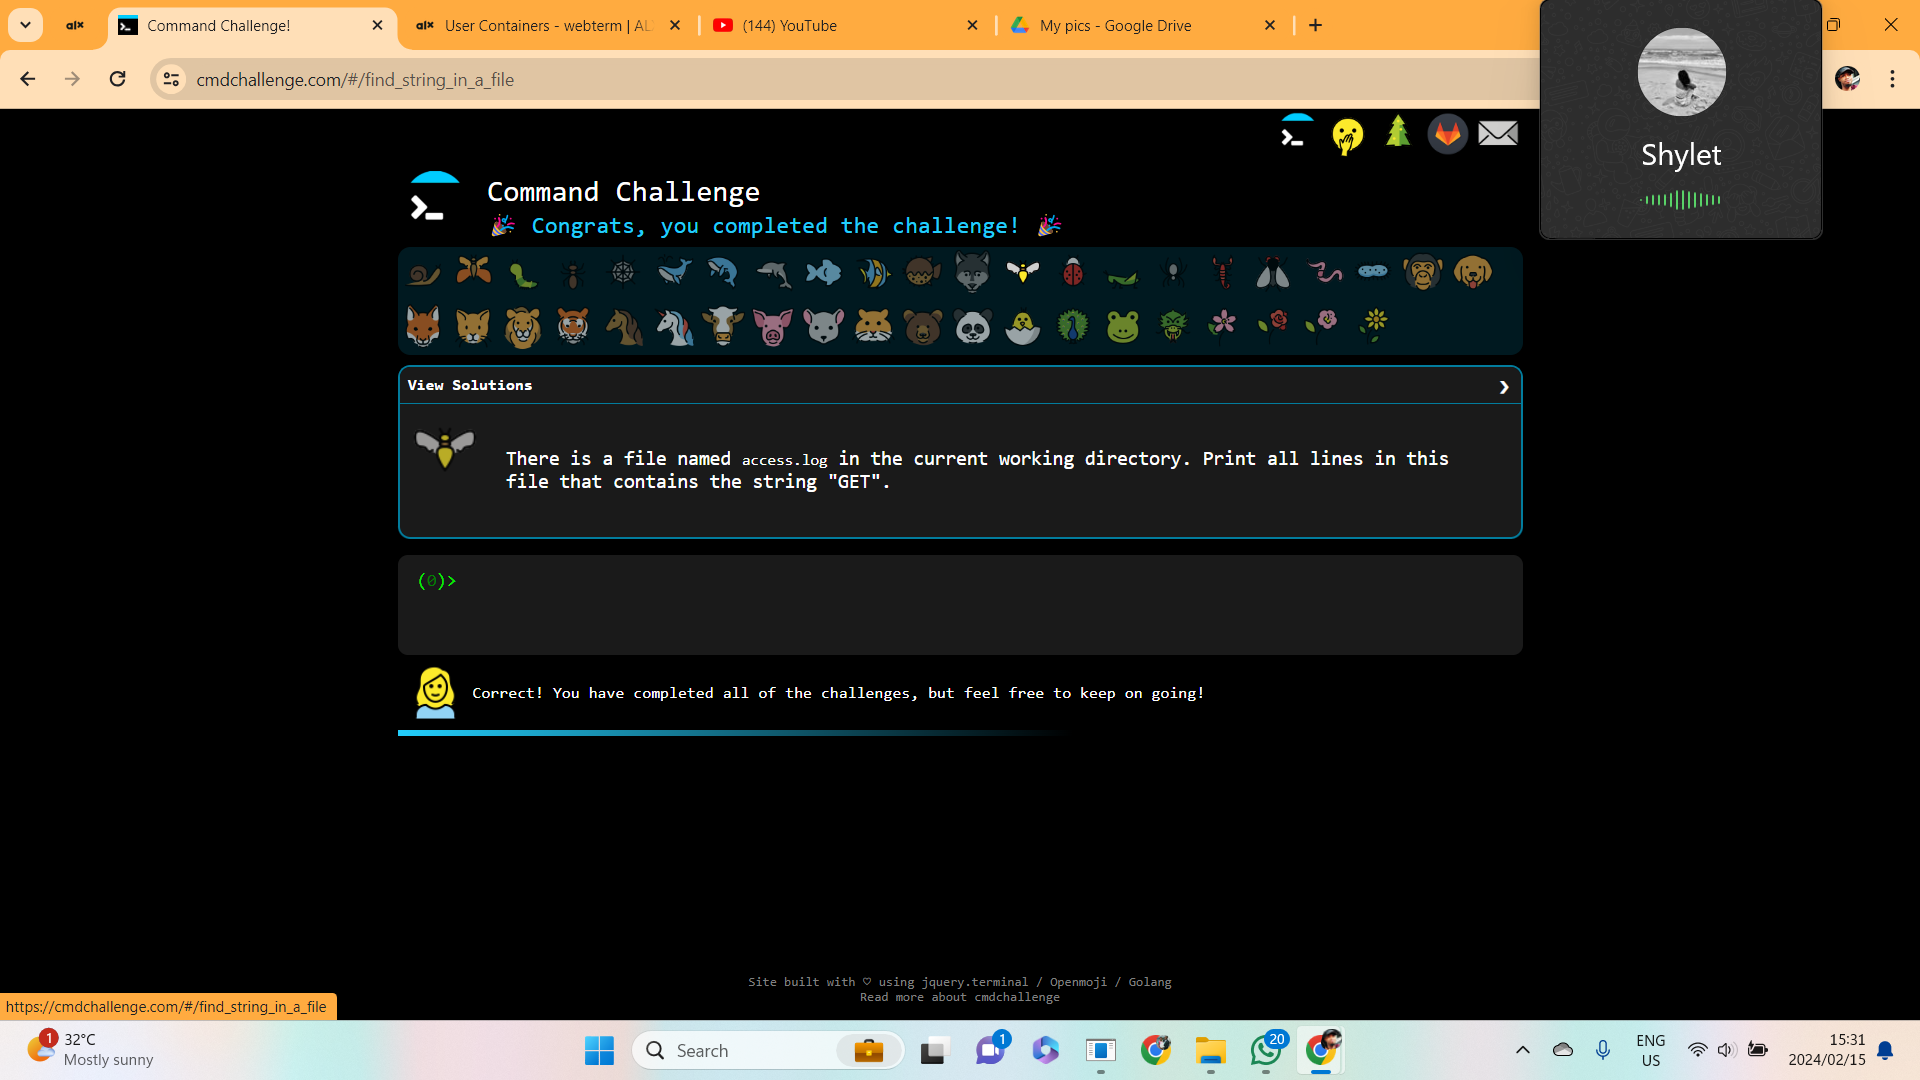 alx
Command Challenge!
alx
User Containers - webterm | AL
(144) YouTube
My pics - Google Drive
cmdchallenge.com/#/find_string_in_a_file
Shylet
Command Challenge
Congrats, you completed the challenge!
View Solutions
There is a file named access.log in the current working directory. Print all lines in this
file that contains the string "GET".
(0)>
Correct! You have completed all of the challenges, but feel free to keep on going!
Site built with ♡ using jquery.terminal / Openmoji / Golang
Read more about cmdchallenge
https://cmdchallenge.com/#/find_string_in_a_file
1
32°C
Mostly sunny
Search
1
20
ENG
US
15:31
2024/02/15